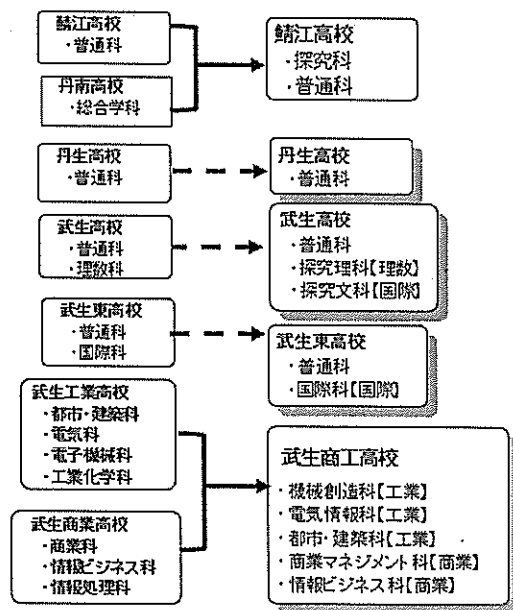 鯖江高校
・普通科
丹南高校
・総合学科
鯖江高校
・探究科
・普通科
丹生高校
・普通科
丹生高校
・普通科
武生高校
・普通科
・理数科
武生高校
・普通科
・探究理科【理数】
・探究文科【国際】
武生東高校
・普通科
・国際科
武生東高校
・普通科
・国際科【国際】
武生工業高校
・都市・建築科
・電気科
・電子機械科
・工業化学科
武生商業高校
・商業科
・情報ビジネス科
・情報処理科
武生商工高校
・機械創造科【工業】
・電気情報科【工業】
・都市・建築科【工業】
・商業マネジメント科【商業】
・情報ビジネス科【商業】